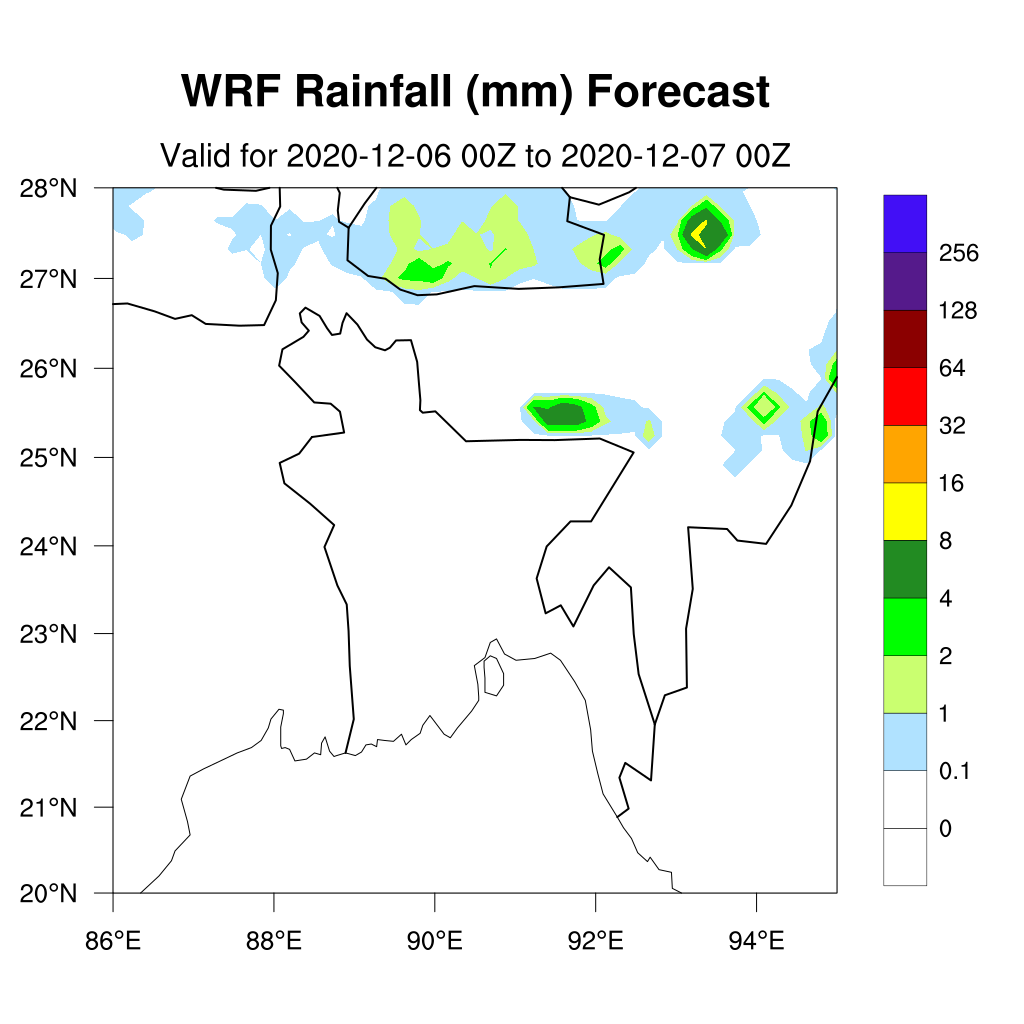 WRF Rainfall (mm) Forecast
Valid for 2020-12-06 00Z to 2020-12-07 00Z
28°N
27°N
26°N
25°N
24°N
23°N
22°N
21°N
20°N
86°E 88°E 90°E 92°E 94°E
256
128
64
32
16
8
4
2
1
0.1
0